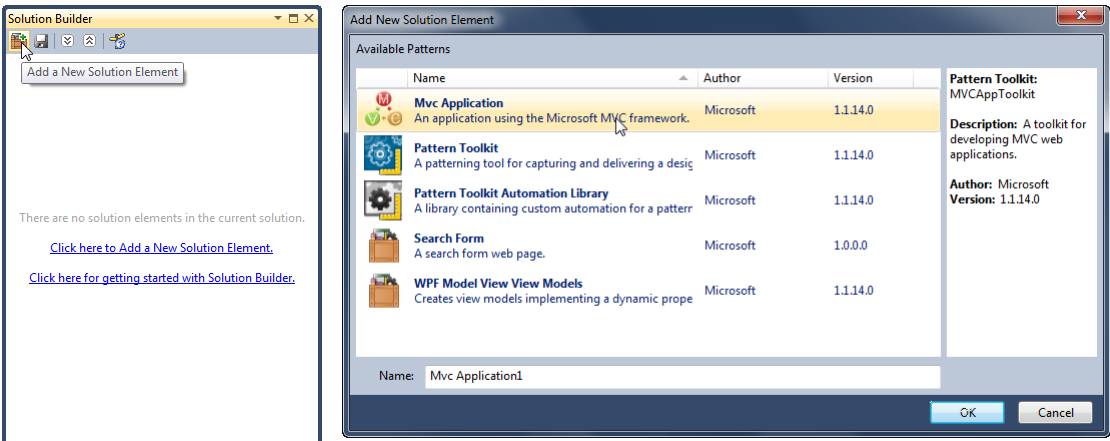 Solution Builder
Add a New Solution Element
There are no solution elements in the current solution.
Click here to Add a New Solution Element.
Click here for getting started with Solution Builder.
Add New Solution Element
Available Patterns
Name Author Version
Mvc Application
An application using the Microsoft MVC framework.
Microsoft 1.1.14.0
Pattern Toolkit
A patterning tool for capturing and delivering a desig
Microsoft 1.1.14.0
Pattern Toolkit Automation Library
A library containing custom automation for a pattern
Microsoft 1.1.14.0
Search Form
A search form web page.
Microsoft 1.0.0.0
WPF Model View View Models
Creates view models implementing a dynamic prope
Microsoft 1.1.14.0
Pattern Toolkit:
MVCAppToolkit
Description: A toolkit for
developing MVC web
applications.
Author: Microsoft
Version: 1.1.14.0
Name: Mvc Application1
OK Cancel